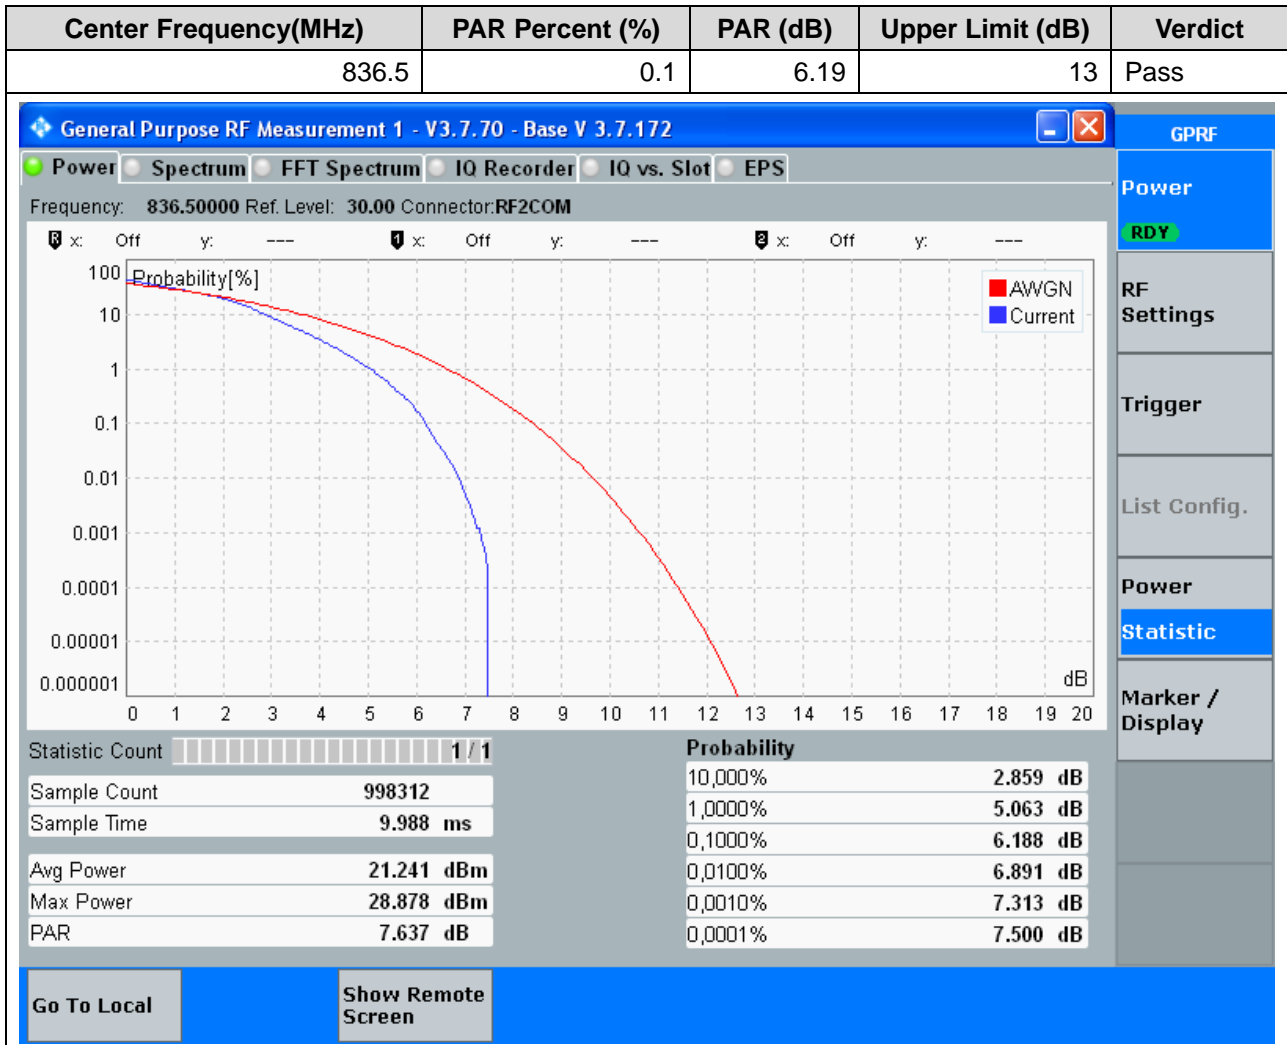 Center Frequency(MHz) PAR Percent (%) PAR (dB) Upper Limit (dB) Verdict
836.5 0.1 6.19 13 Pass
General Purpose RF Measurement 1 - V3.7.70 - Base V 3.7.172
GPRF
Power Spectrum FFT Spectrum IQ Recorder IQ vs. Slot EPS
Frequency: 836.50000 Ref. Level: 30.00 Connector:RF2COM
R x: Off y: --- 1 x: Off y: --- 2 x: Off y: ---
Probability[%]
AWGN
Current
100
10
1
0.1
0.01
0.001
0.0001
0.00001
0.000001
dB
0 1 2 3 4 5 6 7 8 9 10 11 12 13 14 15 16 17 18 19 20
Statistic Count 1 / 1
Sample Count 998312
Sample Time 9.988 ms
Avg Power 21.241 dBm
Max Power 28.878 dBm
PAR 7.637 dB
Probability
10,000% 2.859 dB
1,0000% 5.063 dB
0,1000% 6.188 dB
0,0100% 6.891 dB
0,0010% 7.313 dB
0,0001% 7.500 dB
Power
RDY
RF
Settings
Trigger
List Config.
Power
Statistic
Marker /
Display
Go To Local
Show Remote
Screen